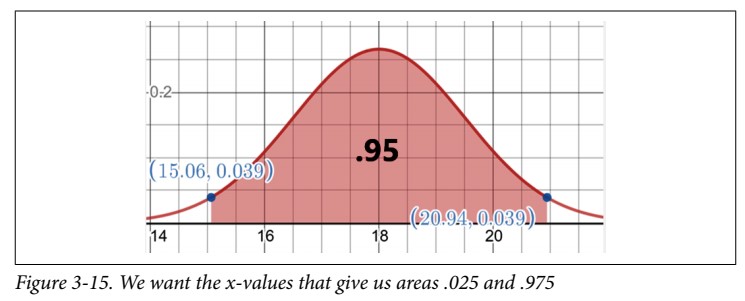 0.2
.95
(15.06, 0.039)
(20.94, 0.039)
14 16 18 20
Figure 3-15. We want the x-values that give us areas .025 and .975